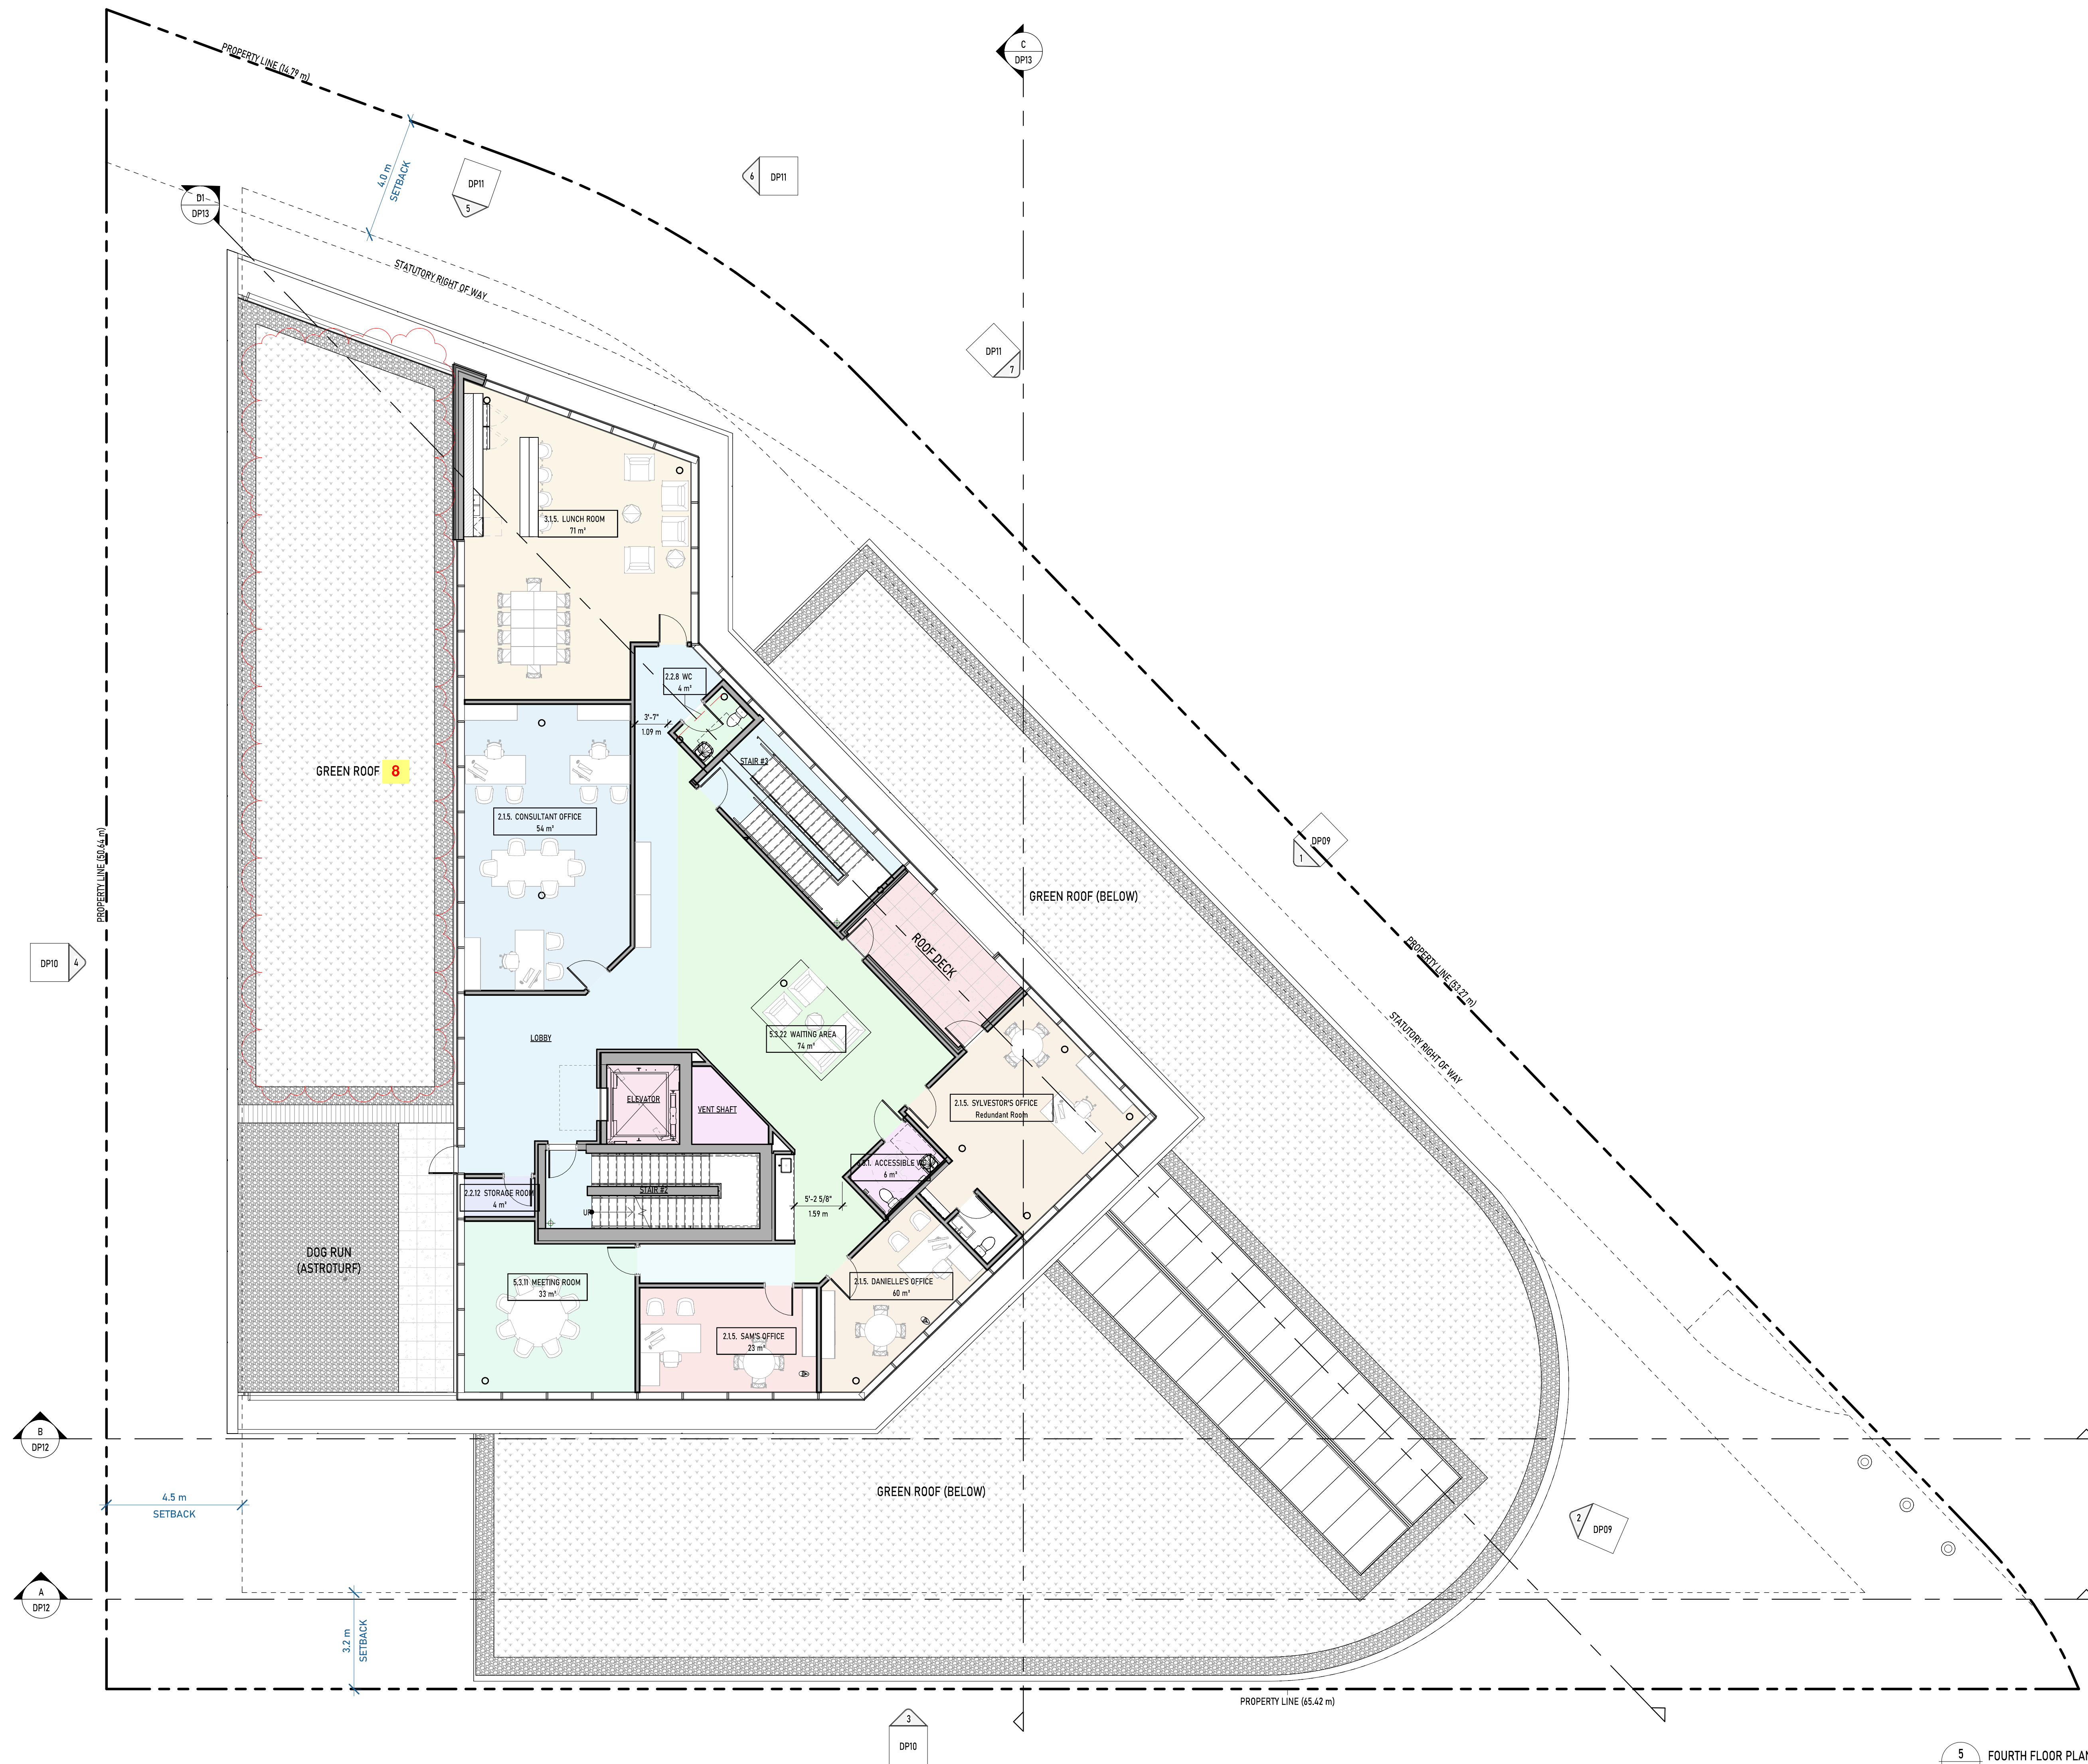 PROPERTY LINE (14.79 m)
C
DP13
4.0 m
SETBACK
DP11
5
6
DP11
D1
DP13
STATUTORY RIGHT OF WAY
DP11
7
3.1.5. LUNCH ROOM
71 m²
2.2.8 WC
4 m²
3'-7"
1.09 m
STAIR #3
GREEN ROOF 8
2.1.5. CONSULTANT OFFICE
54 m²
PROPERTY LINE (50.64 m)
DP09
1
GREEN ROOF (BELOW)
ROOF DECK
PROPERTY LINE (53.27 m)
DP10
4
LOBBY
5.3.22 WAITING AREA
74 m²
STATUTORY RIGHT OF WAY
ELEVATOR
VENT SHAFT
2.1.5. SYLVESTOR'S OFFICE
Redundant Room
ACCESSIBLE WC
6 m²
2.2.12 STORAGE ROOM
4 m²
STAIR #2
UP
5'-2 5/8"
1.59 m
DOG RUN
(ASTROTURF)
5.3.11 MEETING ROOM
33 m²
2.1.5. DANIELLE'S OFFICE
60 m²
2.1.5. SAM'S OFFICE
23 m²
B
DP12
4.5 m
SETBACK
GREEN ROOF (BELOW)
2
DP09
A
DP12
3.2 m
SETBACK
PROPERTY LINE (65.42 m)
3
DP10
5
FOURTH FLOOR PLAN